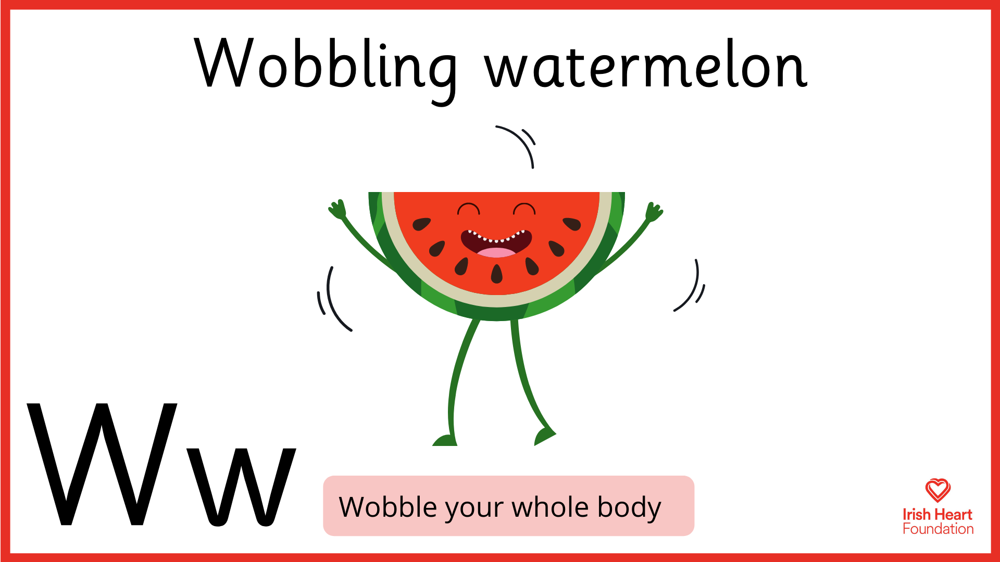 Wobbling watermelon
Ww
Wobble your whole body
Irish Heart
Foundation